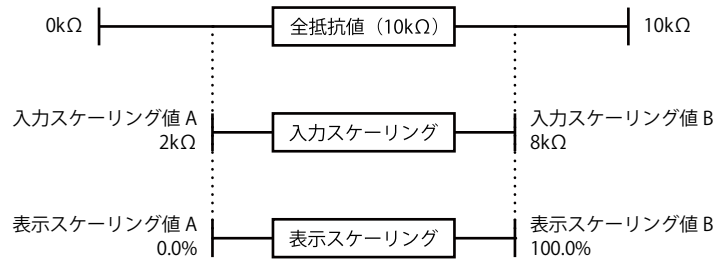 0kΩ
全抵抗値（10kΩ）
10kΩ
入力スケーリング値 A
2kΩ
入力スケーリング
入力スケーリング値 B
8kΩ
表示スケーリング値 A
0.0%
表示スケーリング
表示スケーリング値 B
100.0%